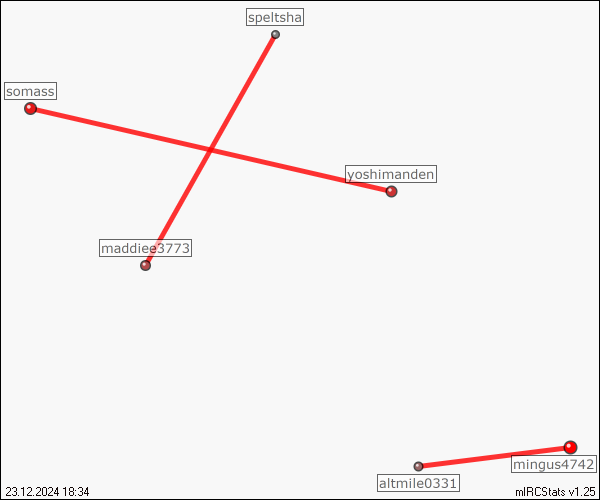 speltsha
somass
yoshimanden
maddiee3773
mingus4742
altmile0331
23.12.2024 18:34
mIRCStats v1.25